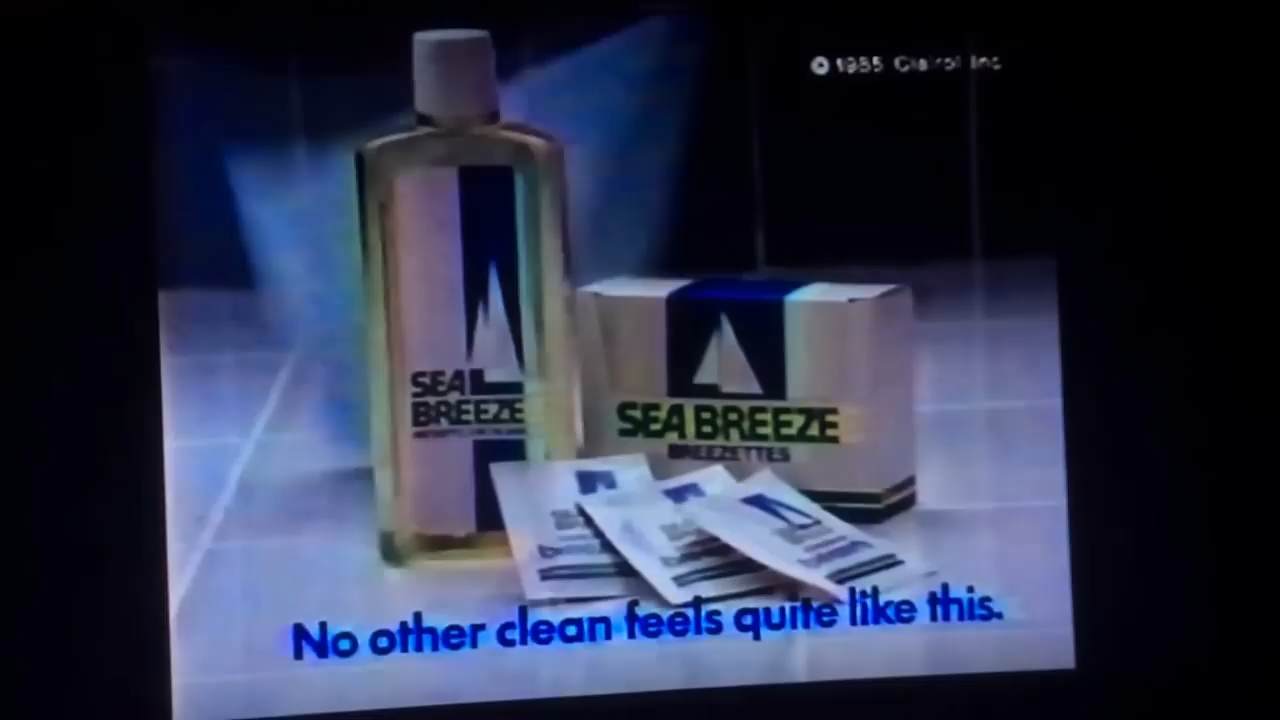 © 1985 Clairol Inc
SEA
BREEZE
SEA BREEZE
BREEZETTES
No other clean feels quite like this.